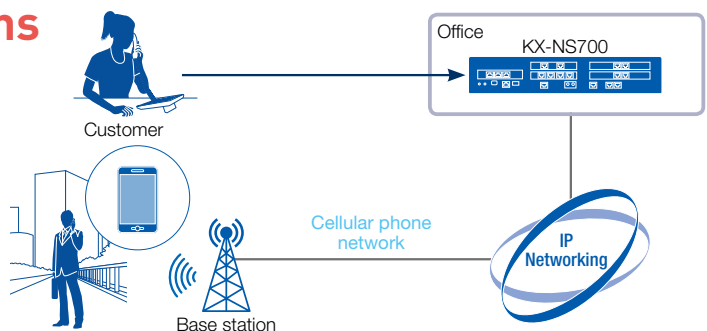 ns
Office
KX-NS700
Customer
Cellular phone
network
IP
Networking
Base station